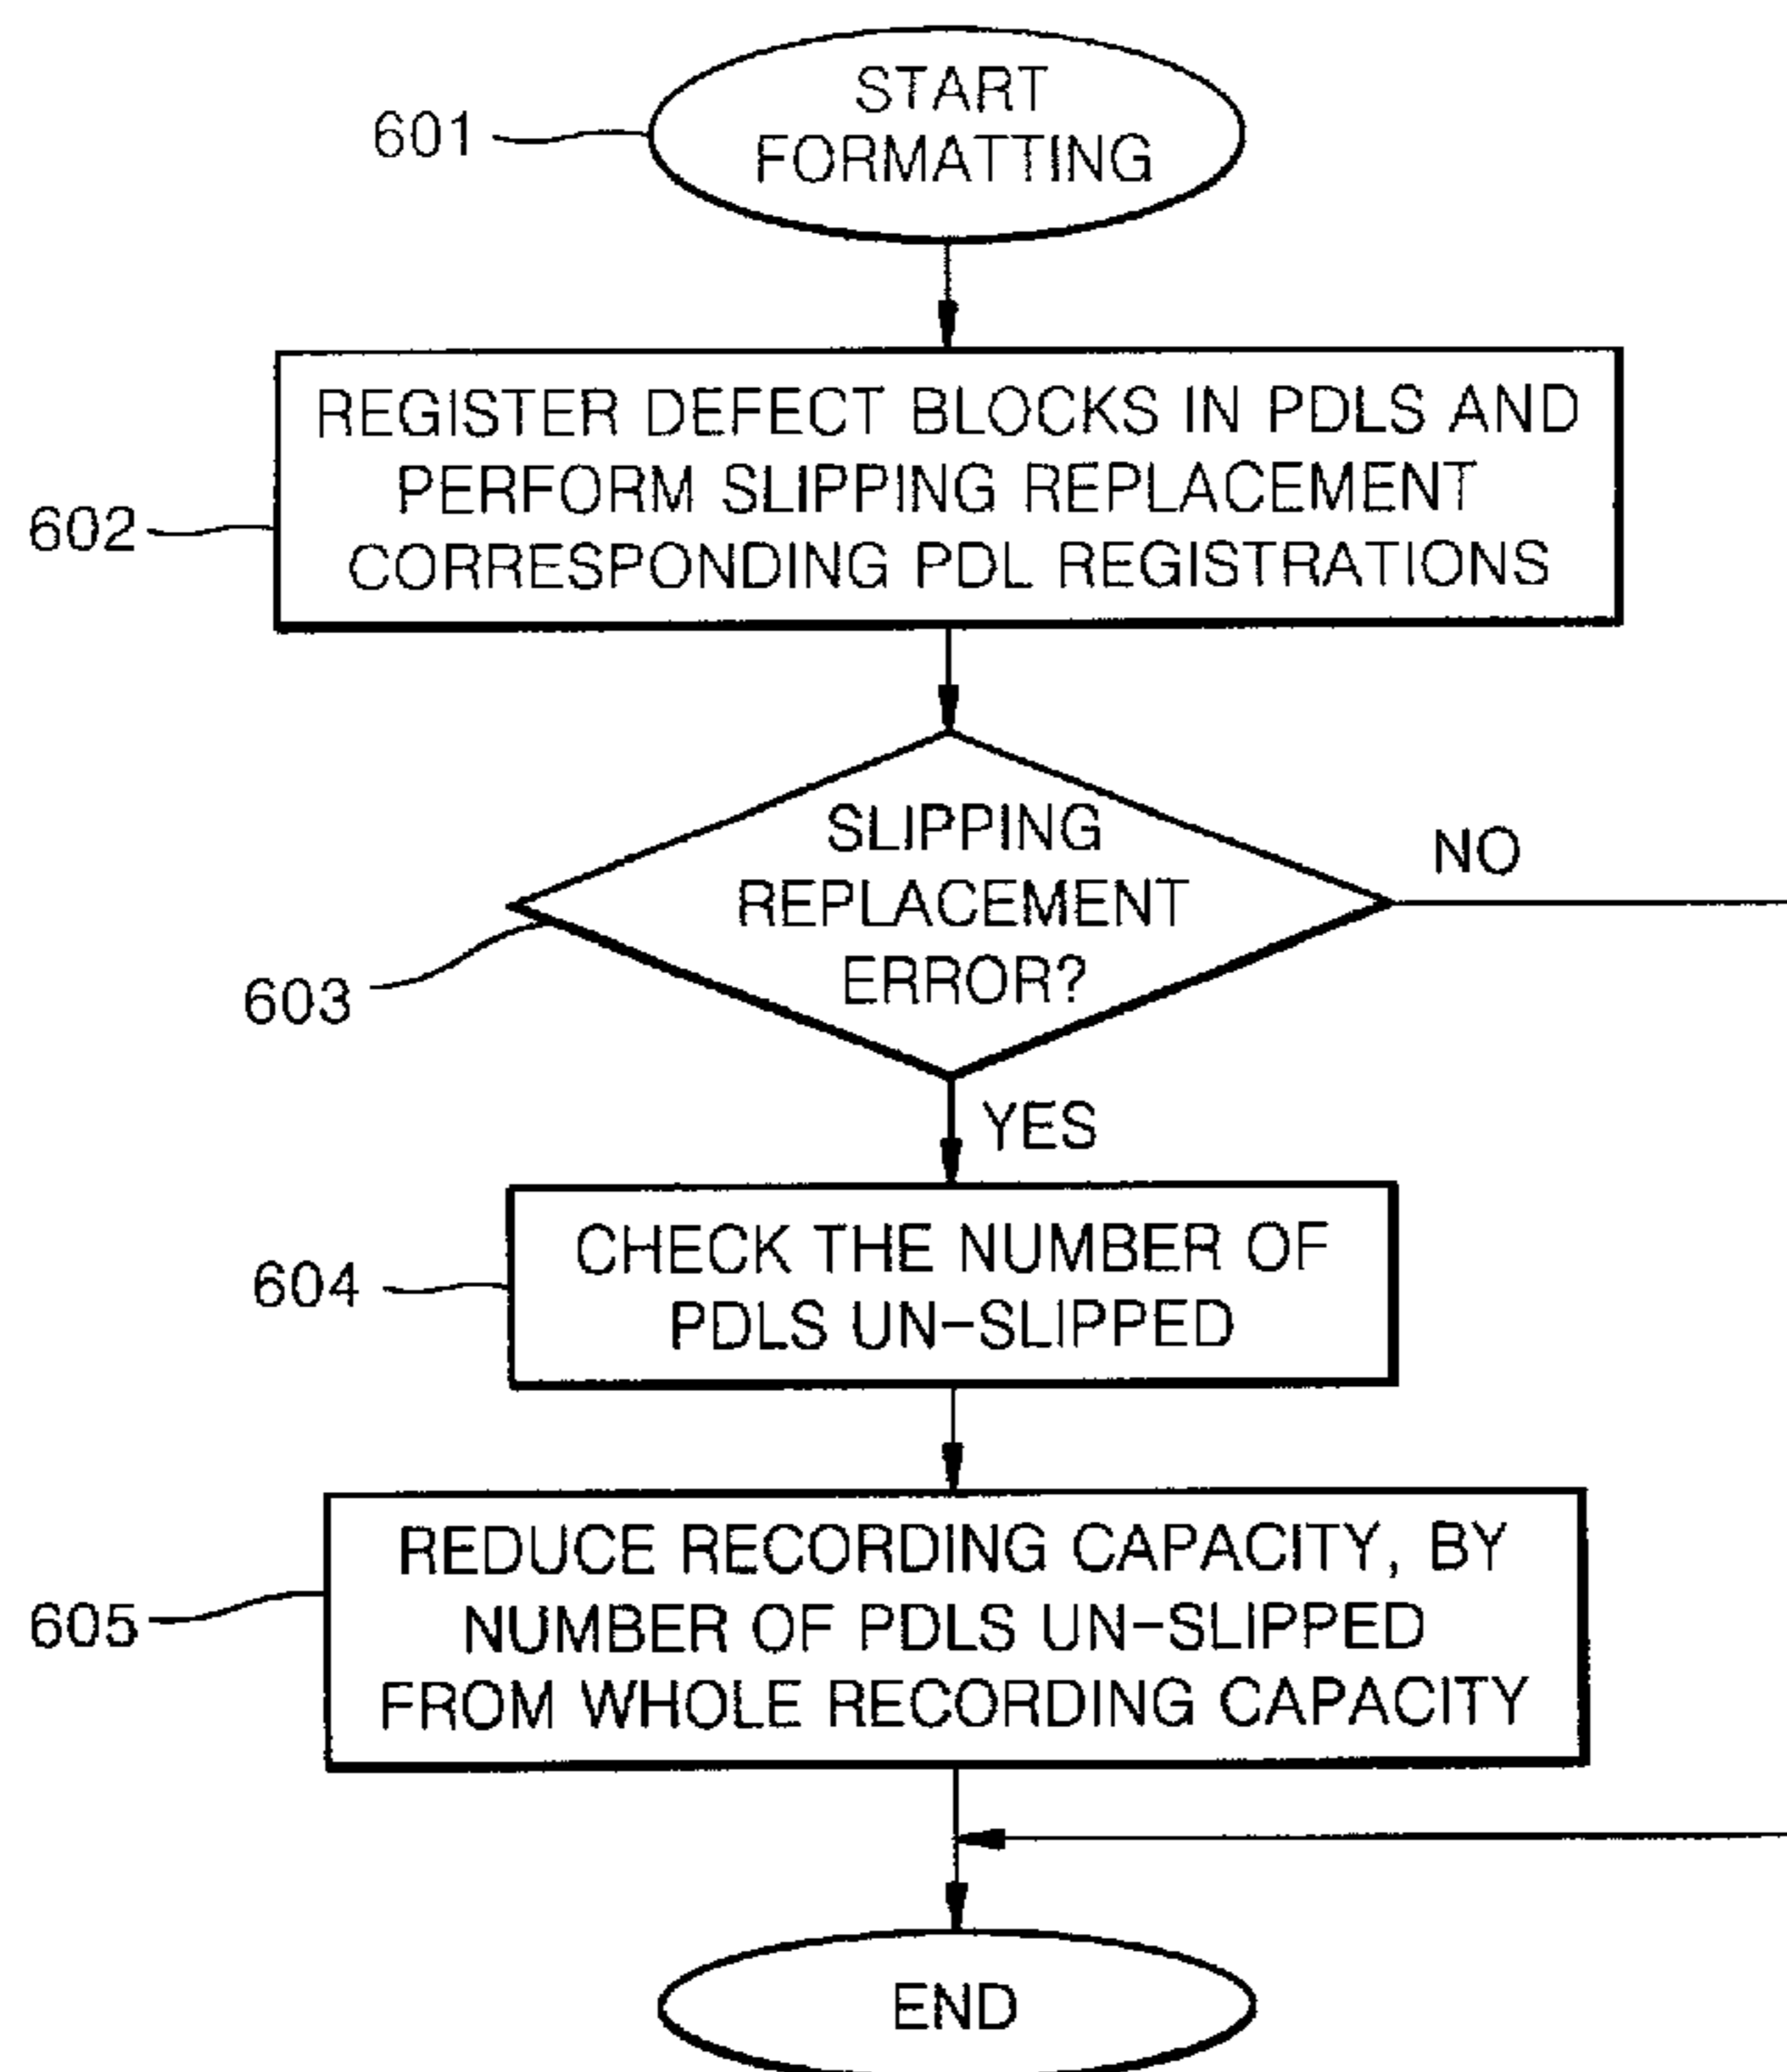 601
START
FORMATTING
602
REGISTER DEFECT BLOCKS IN PDLS AND
PERFORM SLIPPING REPLACEMENT
CORRESPONDING PDL REGISTRATIONS
603
SLIPPING
REPLACEMENT
ERROR?
NO
YES
604
CHECK THE NUMBER OF
PDLS UN-SLIPPED
605
REDUCE RECORDING CAPACITY, BY
NUMBER OF PDLS UN-SLIPPED
FROM WHOLE RECORDING CAPACITY
END